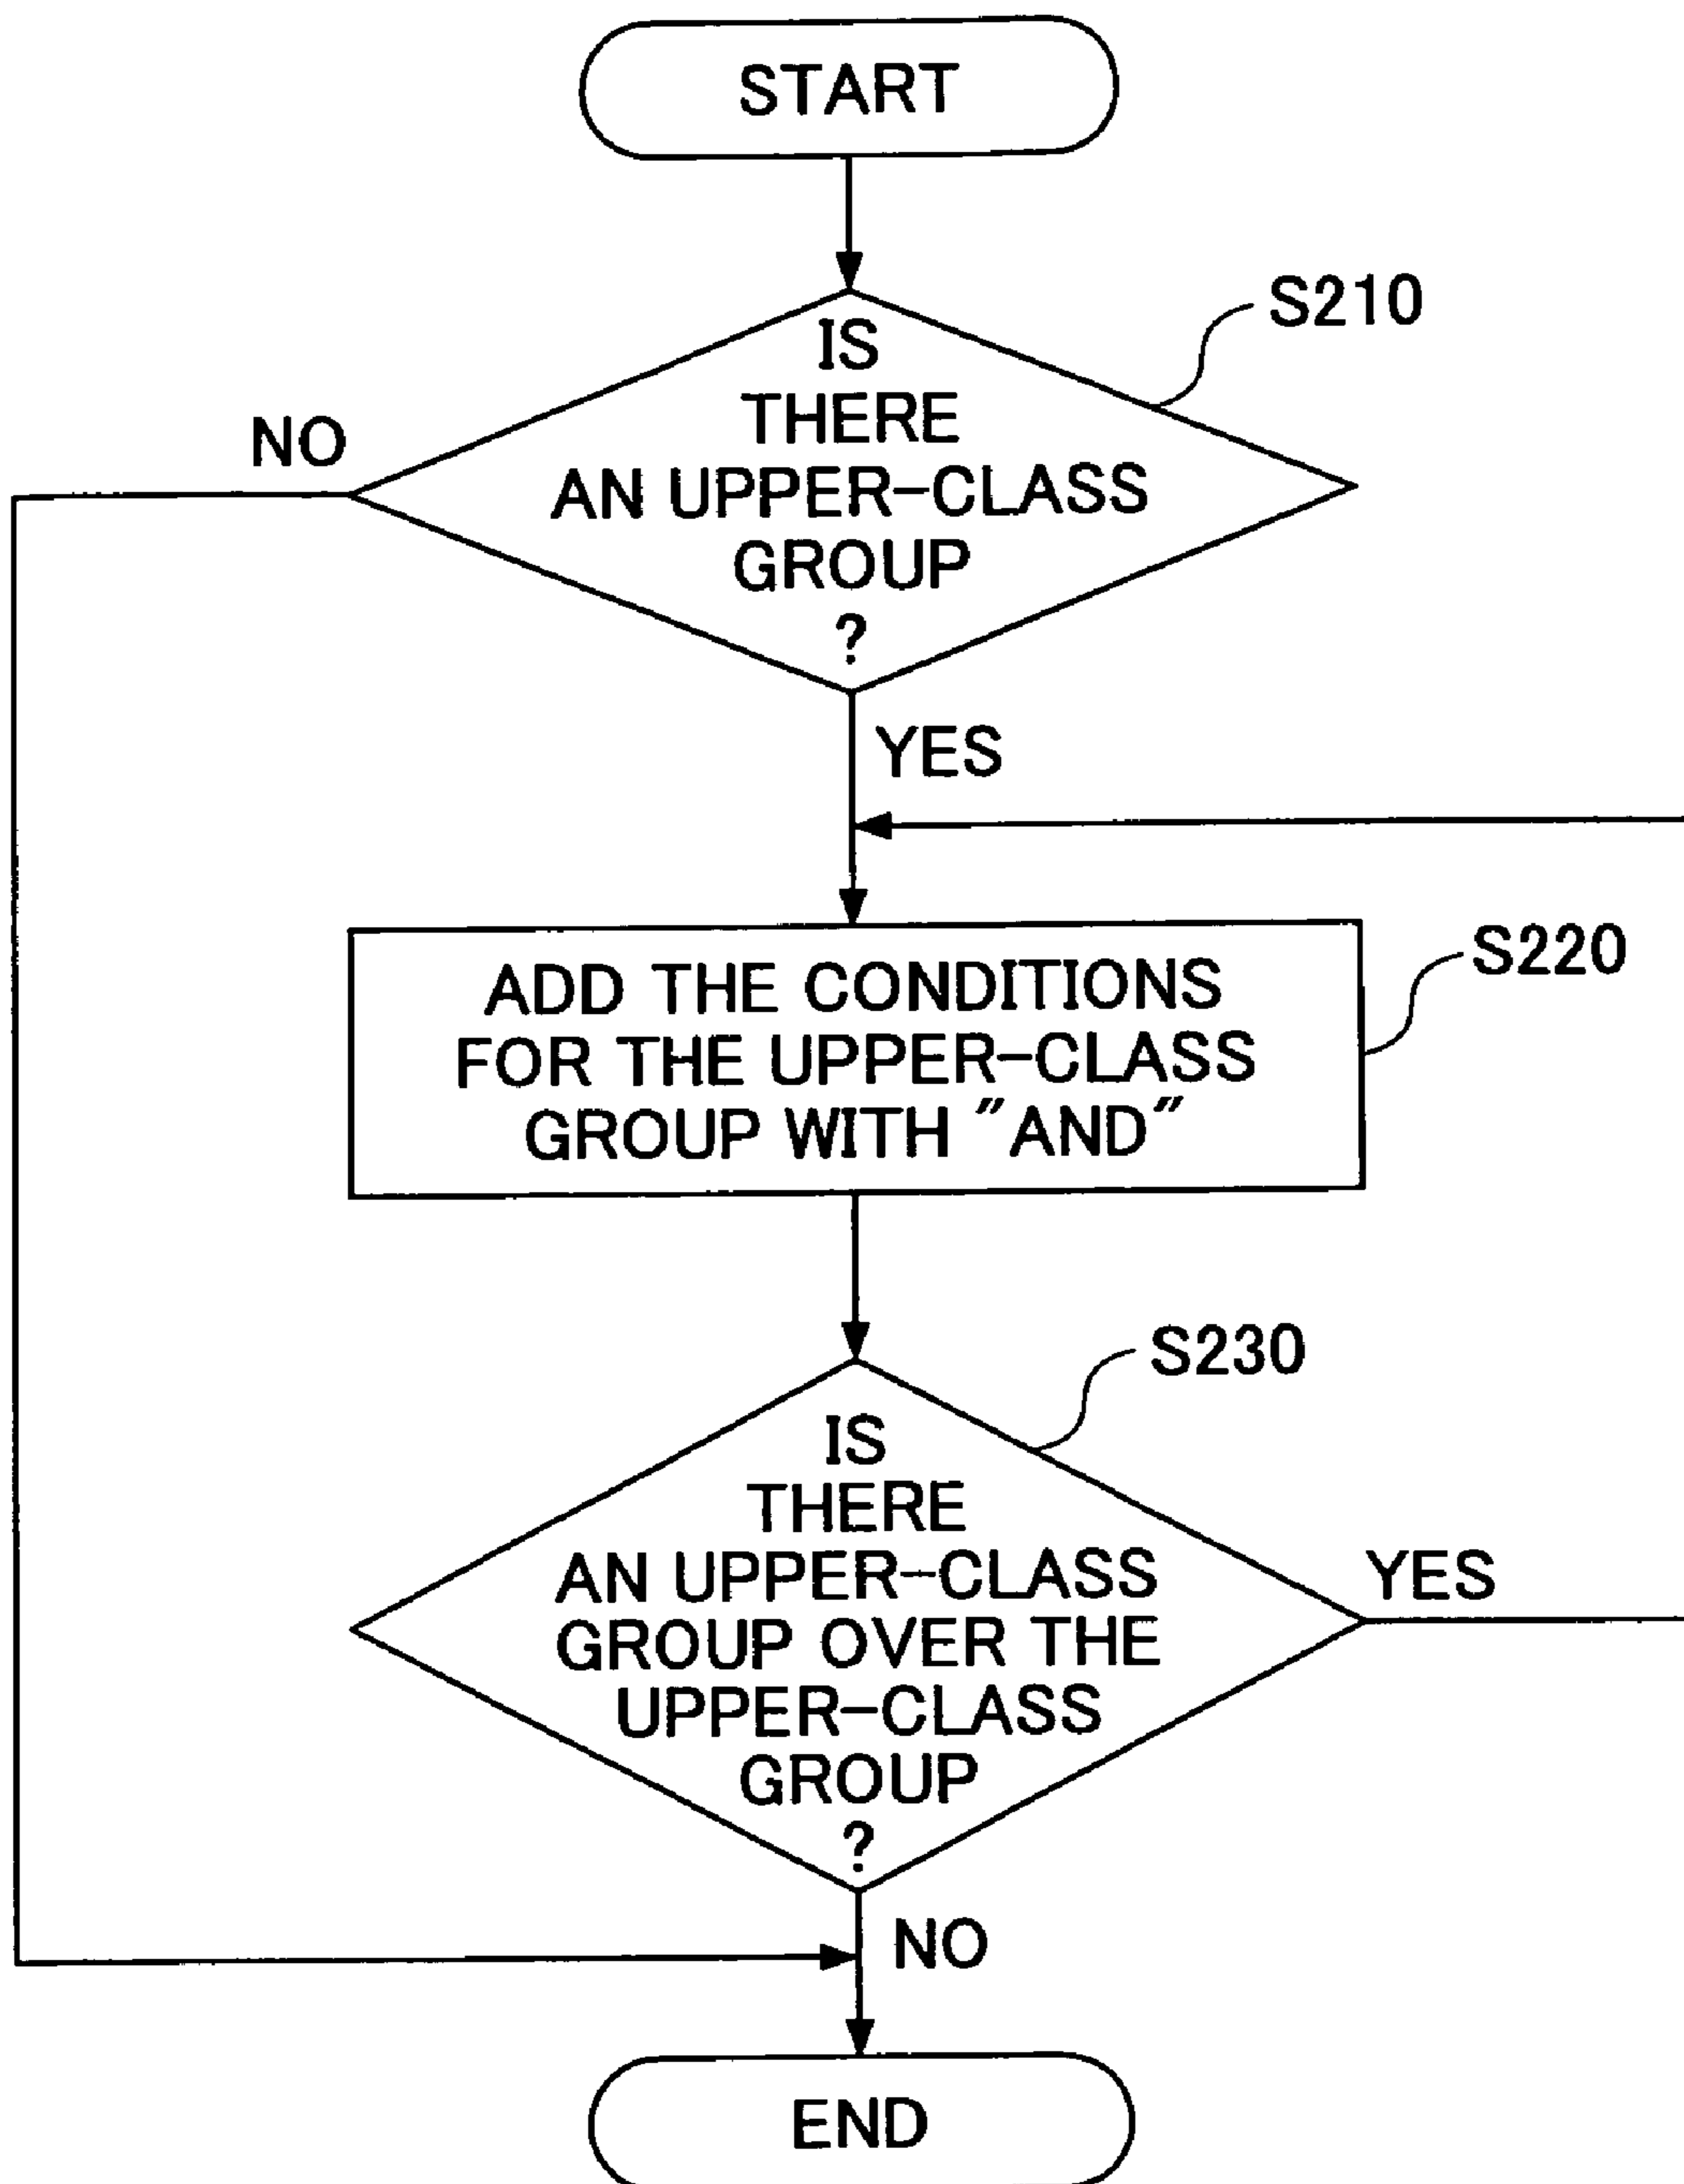 START
S210
IS
THERE
AN UPPER-CLASS
GROUP
?
NO
YES
S220
ADD THE CONDITIONS
FOR THE UPPER-CLASS
GROUP WITH "AND"
S230
IS
THERE
AN UPPER-CLASS
GROUP OVER THE
UPPER-CLASS
GROUP
?
YES
NO
END